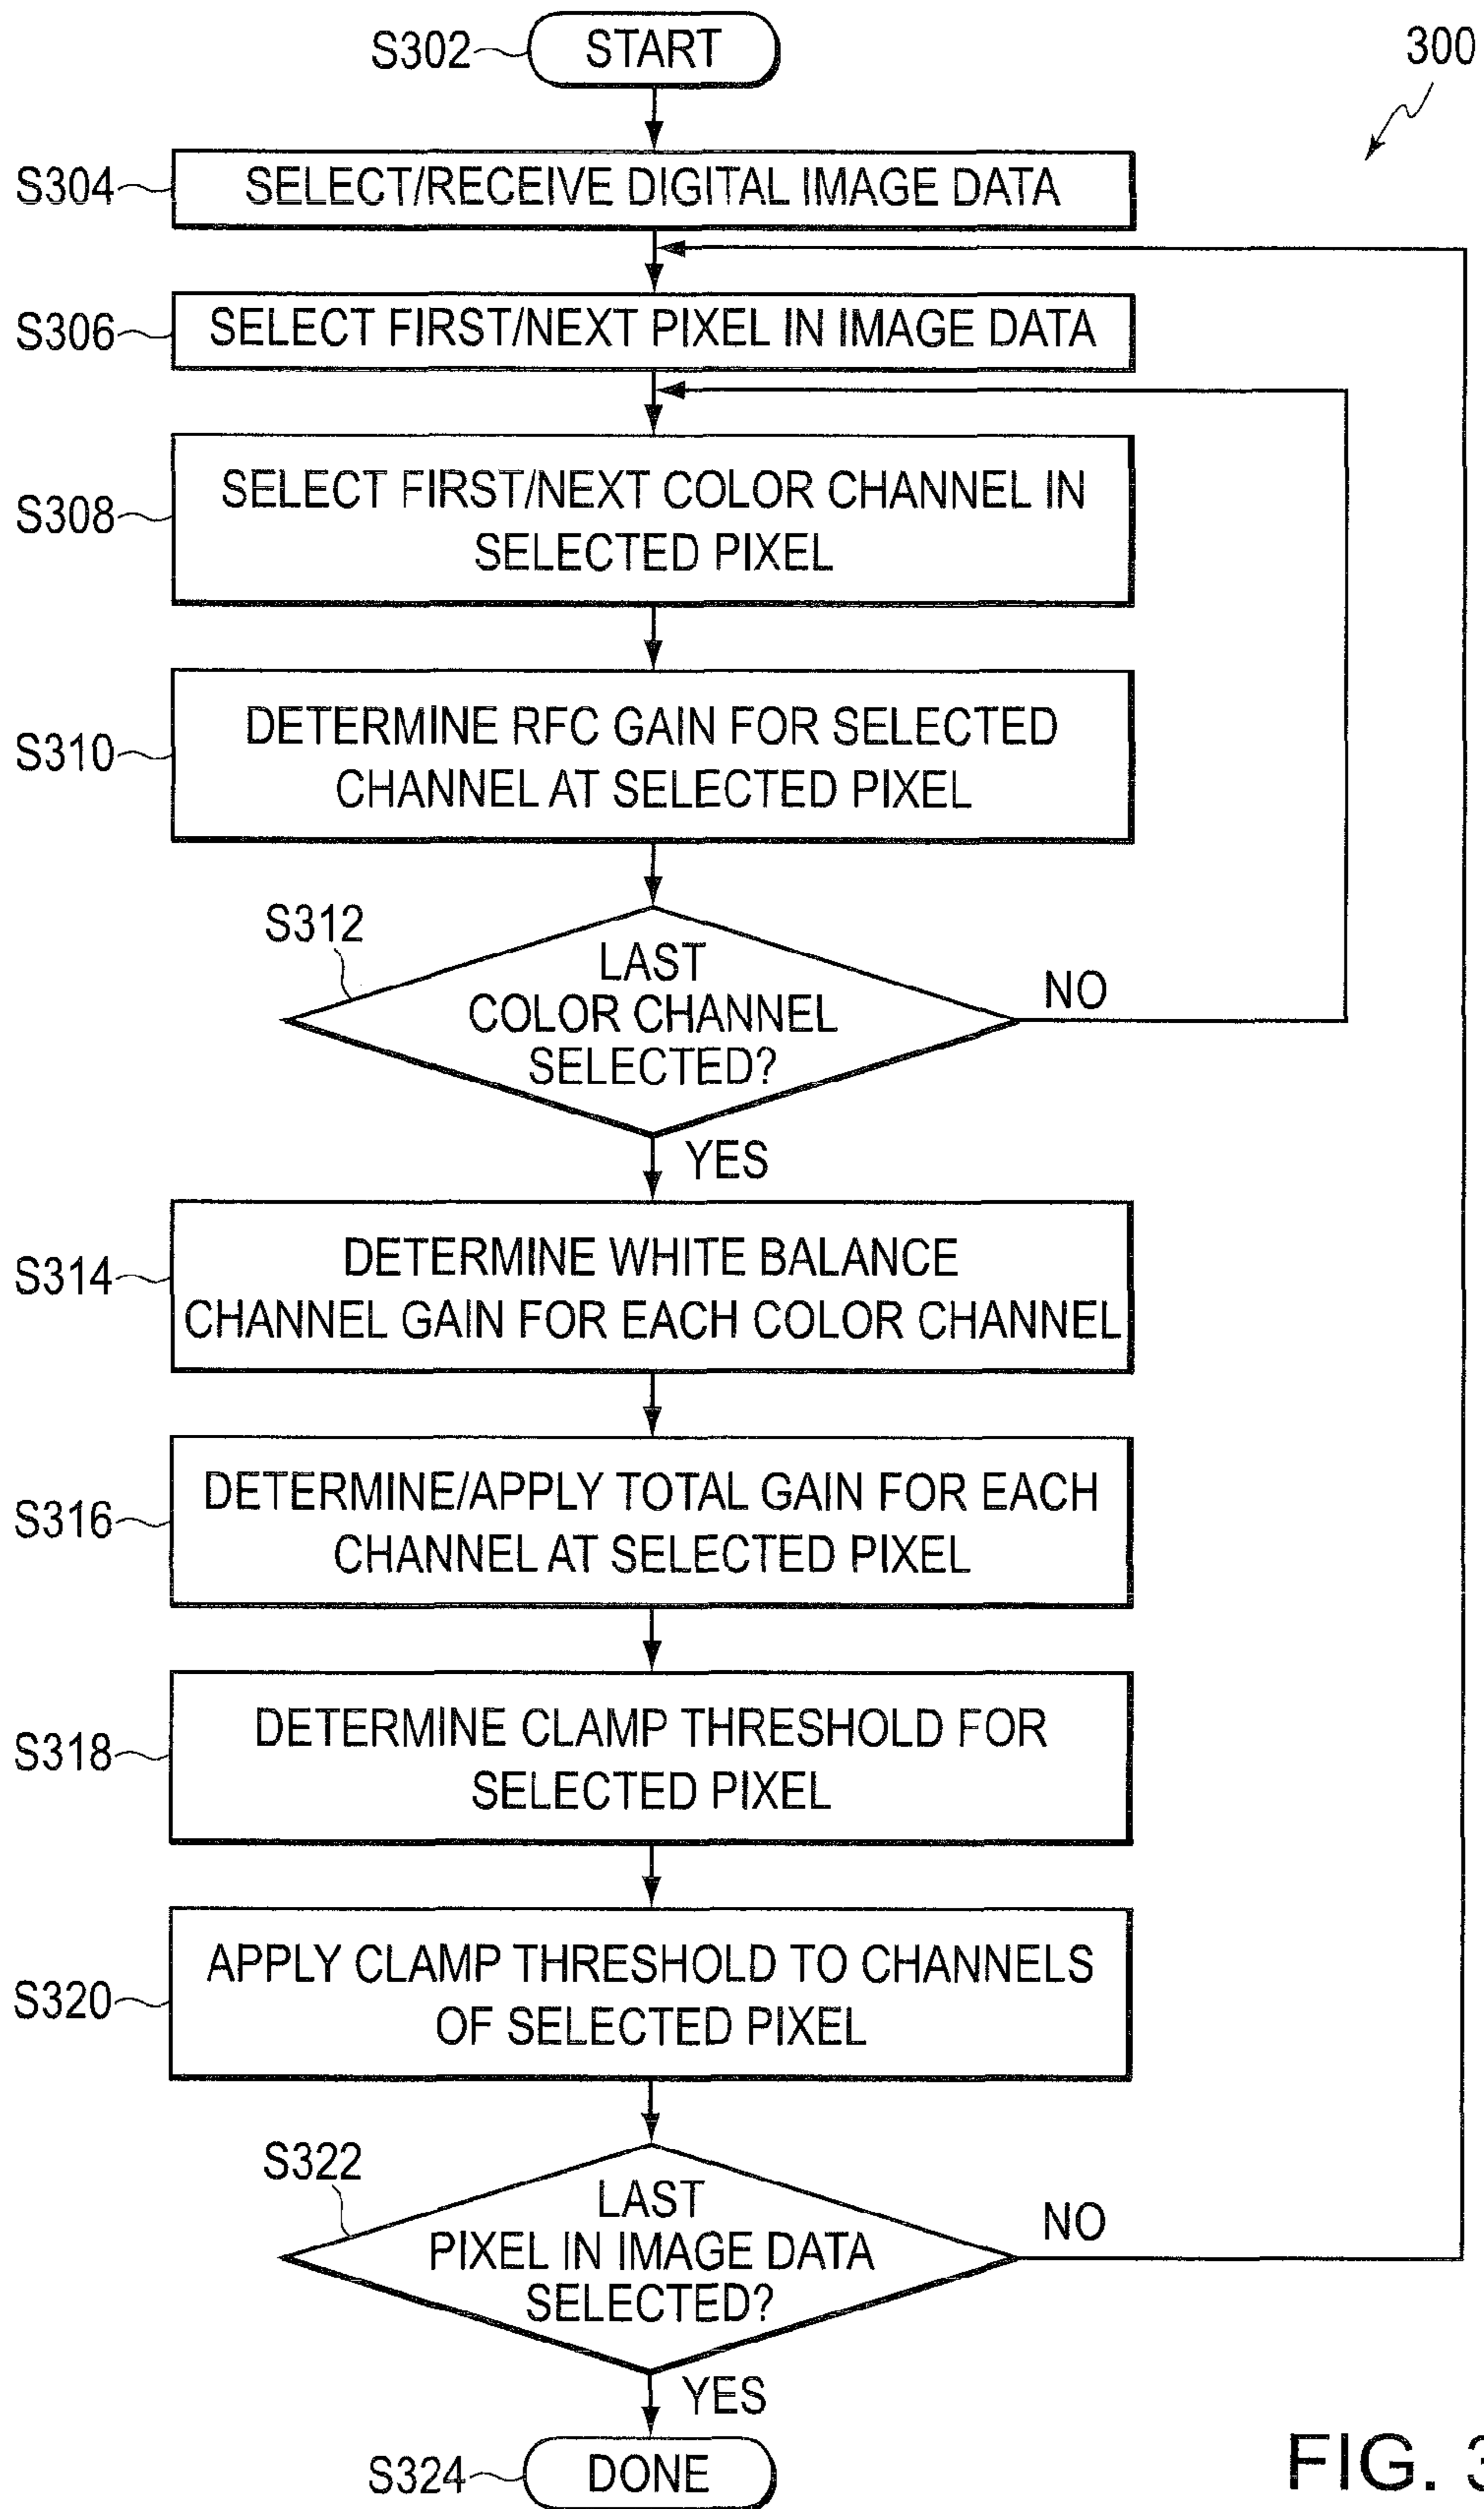 S302
START
300
S304
SELECT/RECEIVE DIGITAL IMAGE DATA
S306
SELECT FIRST/NEXT PIXEL IN IMAGE DATA
S308
SELECT FIRST/NEXT COLOR CHANNEL IN
SELECTED PIXEL
S310
DETERMINE RFC GAIN FOR SELECTED
CHANNEL AT SELECTED PIXEL
S312
LAST
COLOR CHANNEL
SELECTED?
NO
YES
S314
DETERMINE WHITE BALANCE
CHANNEL GAIN FOR EACH COLOR CHANNEL
S316
DETERMINE/APPLY TOTAL GAIN FOR EACH
CHANNEL AT SELECTED PIXEL
S318
DETERMINE CLAMP THRESHOLD FOR
SELECTED PIXEL
S320
APPLY CLAMP THRESHOLD TO CHANNELS
OF SELECTED PIXEL
S322
LAST
PIXEL IN IMAGE DATA
SELECTED?
NO
YES
S324
DONE
FIG. 3